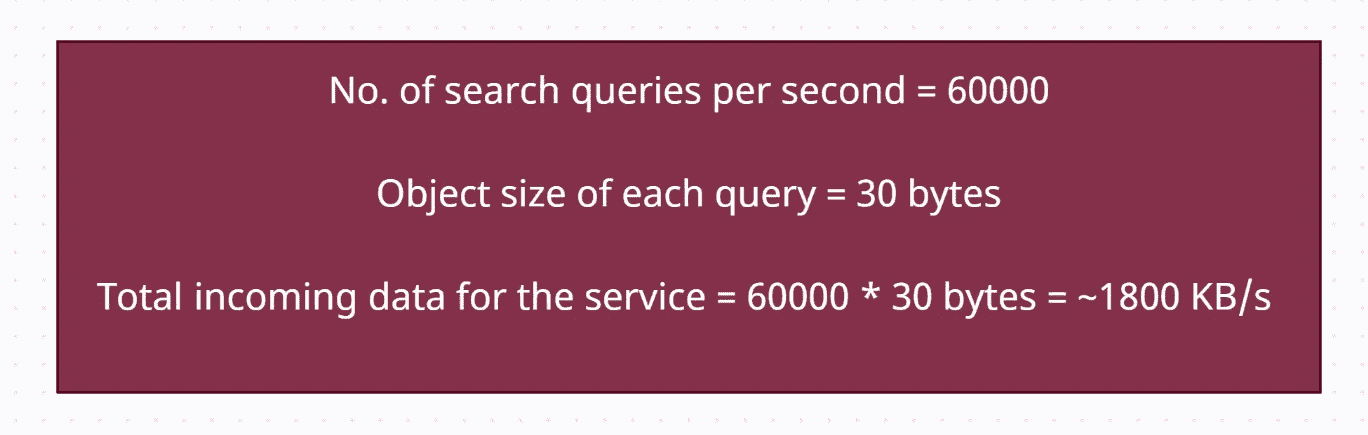 No. of search queries per second = 60000
Object size of each query = 30 bytes
Total incoming data for the service = 60000 * 30 bytes = ~1800 KB/s